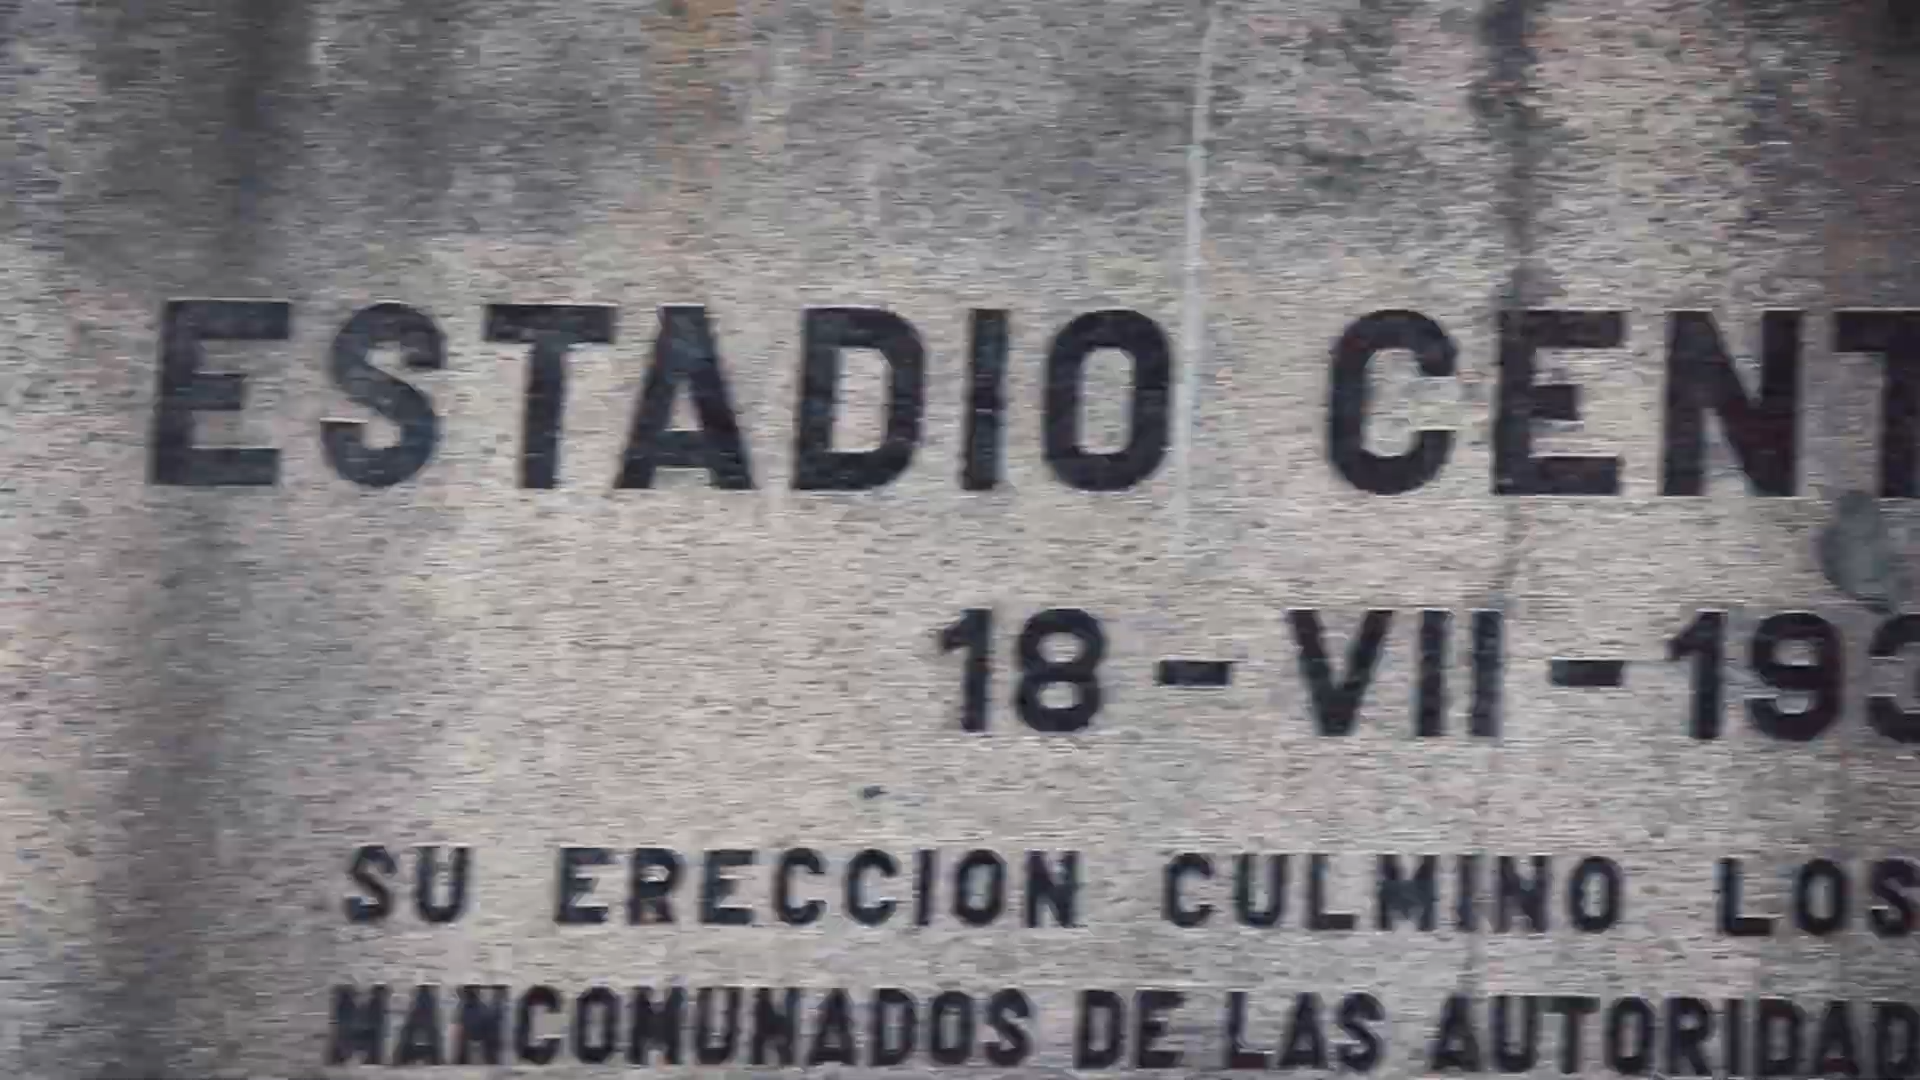 ESTADIO CENT
18-VII-193
SU ERECCION CULMINO LOS
MANCOMUNADOS DE LAS AUTORIDAD